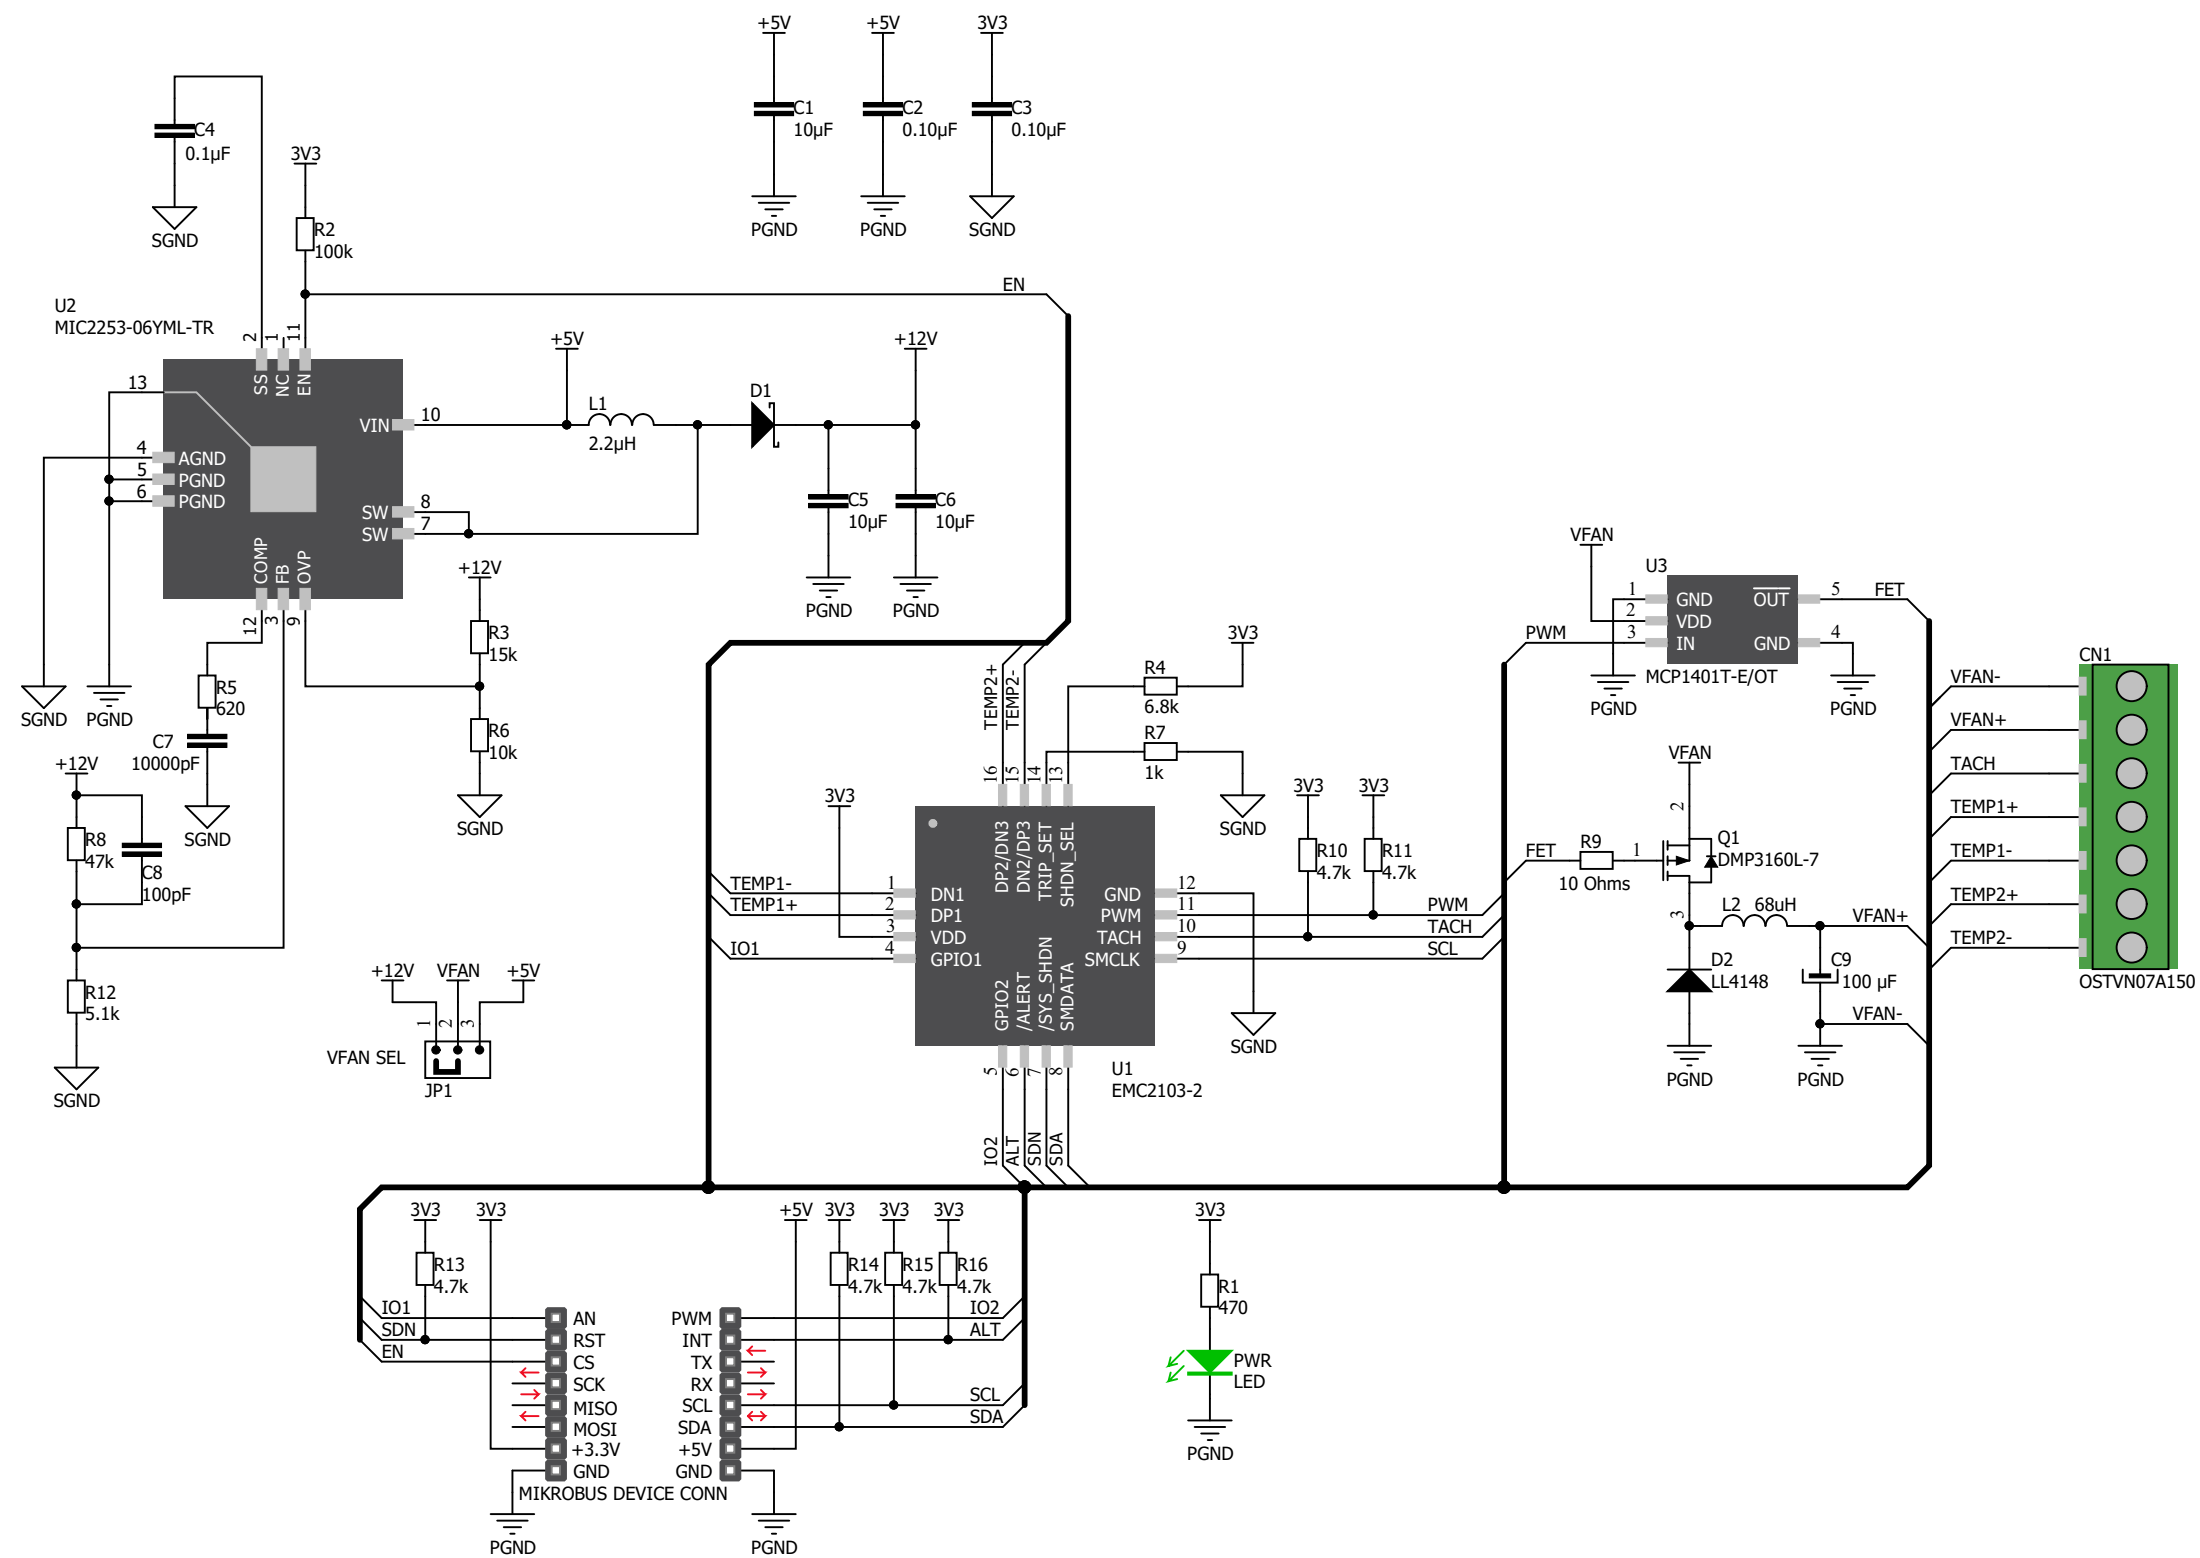 +5V
+5V
3V3
C1
10µF
C2
0.10µF
C3
0.10µF
PGND
PGND
SGND
C4
0.1µF
SGND
3V3
R2
100k
EN
U2
MIC2253-06YML-TR
2
1
11
SS
NC
EN
13
4
AGND
5
PGND
6
PGND
VIN
10
SW
8
SW
7
COMP
FB
OVP
12
3
9
+5V
L1
2.2µH
D1
+12V
C5
10µF
C6
10µF
PGND
PGND
+12V
R3
15k
R6
10k
SGND
SGND
PGND
R5
620
C7
10000pF
SGND
+12V
R8
47k
C8
100pF
R12
5.1k
SGND
+12V
VFAN
+5V
1
2
3
VFAN SEL
JP1
TEMP2+
TEMP2-
3V3
R4
6.8k
R7
1k
SGND
16
15
14
13
DP2/DN3
DN2/DP3
TRIP_SET
SHDN_SEL
3V3
TEMP1-
1
DN1
TEMP1+
2
DP1
3
VDD
IO1
4
GPIO1
GND
12
PWM
11
PWM
TACH
10
TACH
SMCLK
9
SCL
3V3
3V3
R10
4.7k
R11
4.7k
SGND
GPIO2
/ALERT
/SYS_SHDN
SMDATA
5
6
7
8
U1
EMC2103-2
IO2
ALT
SDN
SDA
VFAN
U3
1
GND
2
VDD
PWM
3
IN
OUT
5
FET
GND
4
MCP1401T-E/OT
PGND
PGND
VFAN
2
FET
R9
10 Ohms
1
Q1
DMP3160L-7
3
L2
68uH
VFAN+
D2
LL4148
C9
100 µF
VFAN-
PGND
PGND
CN1
VFAN-
VFAN+
TACH
TEMP1+
TEMP1-
TEMP2+
TEMP2-
OSTVN07A150
3V3
3V3
+5V
3V3
3V3
3V3
R13
4.7k
R14
4.7k
R15
4.7k
R16
4.7k
IO1
AN
SDN
RST
EN
CS
SCK
MISO
MOSI
+3.3V
GND
PWM
IO2
INT
ALT
TX
RX
SCL
SCL
SDA
SDA
+5V
GND
MIKROBUS DEVICE CONN
PGND
PGND
3V3
R1
470
PWR
LED
PGND